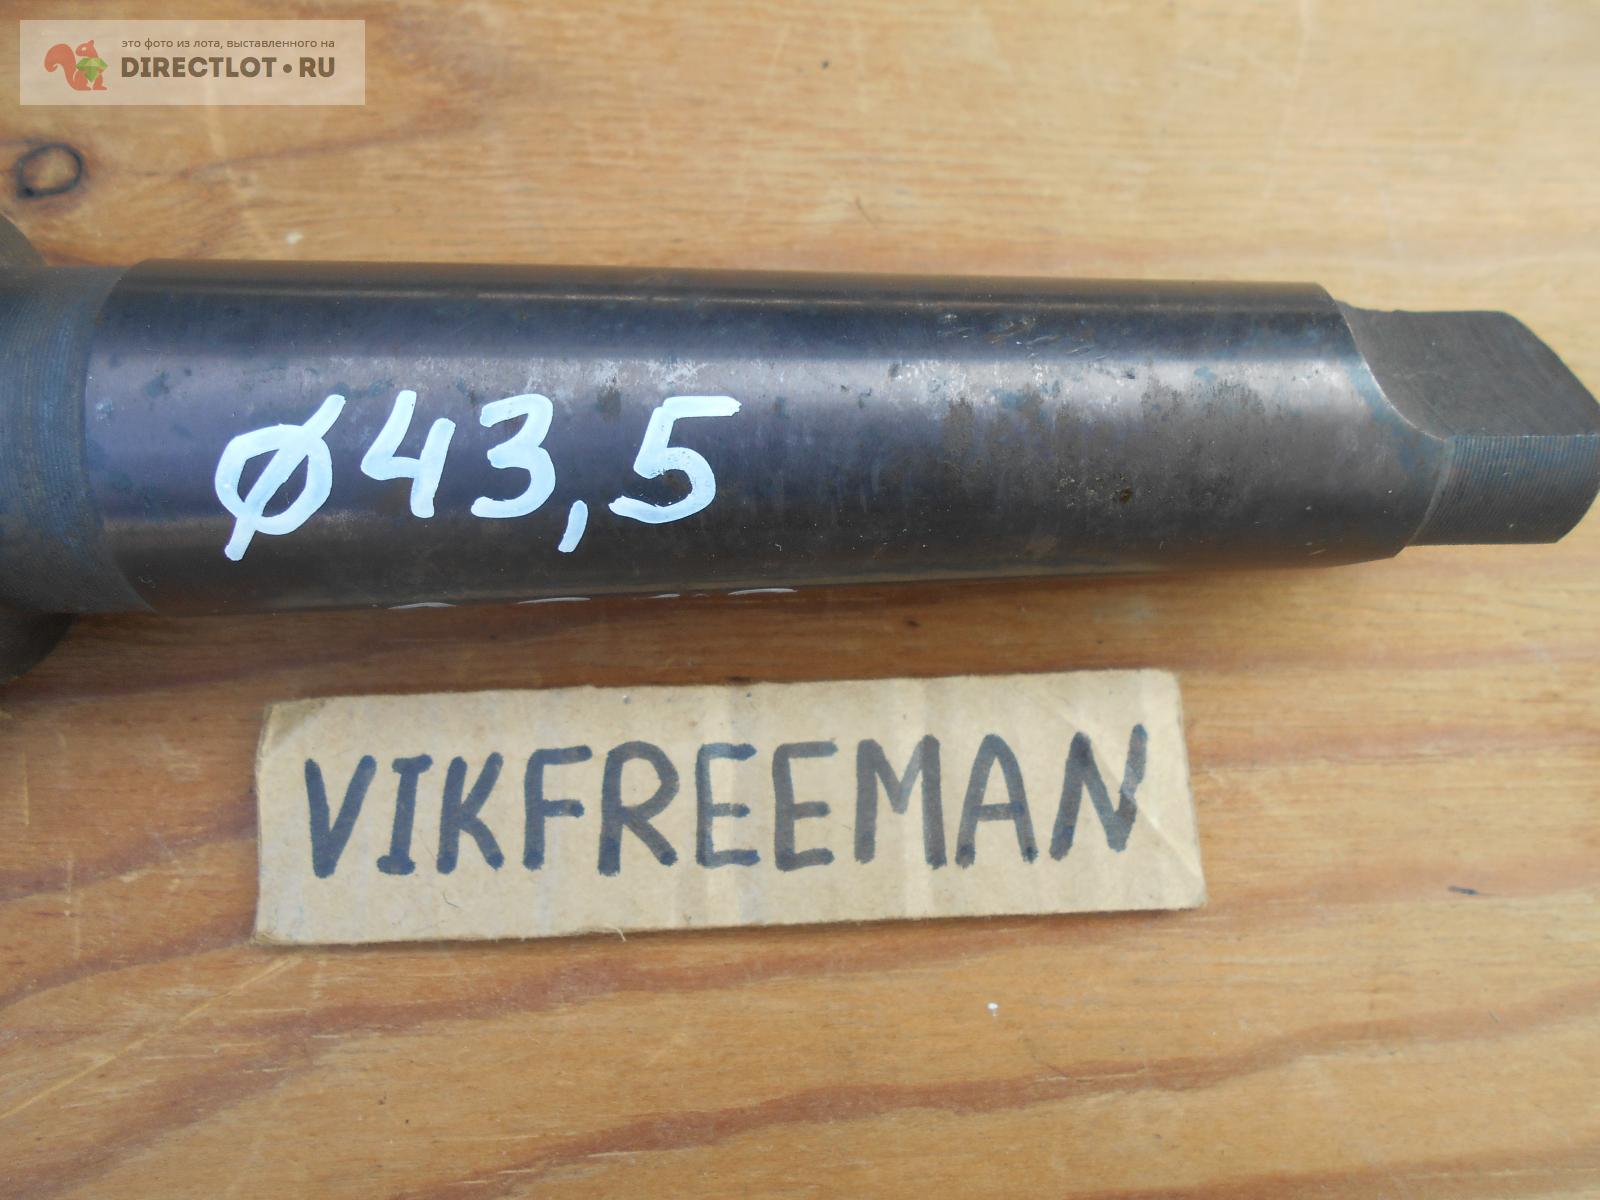 это фото из лота, выставленного на
DIRECTLOT•RU
Ø43,5
VIKFREEMAN